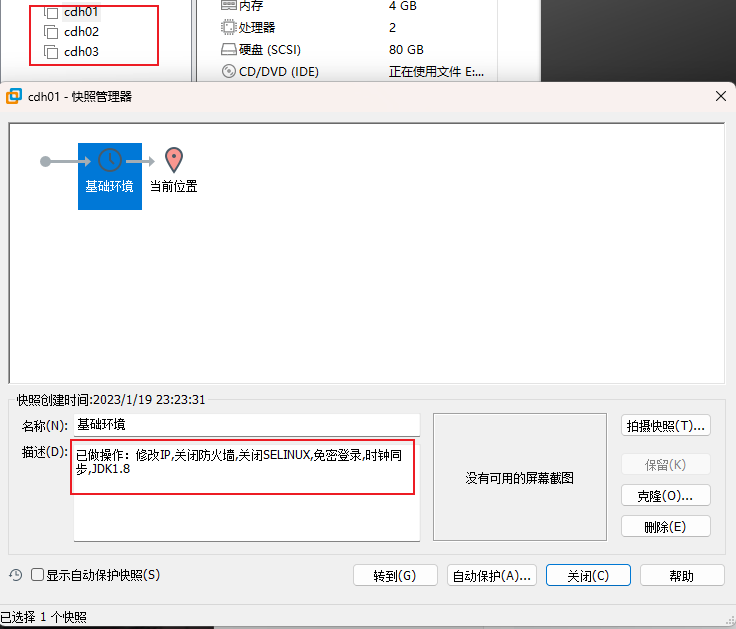 cdh01
cdh02
cdh03
内存 4 GB
处理器 2
硬盘 (SCSI) 80 GB
CD/DVD (IDE) 正在使用文件 E:...
cdh01 - 快照管理器
基础环境
当前位置
快照创建时间:2023/1/19 23:23:31
名称(N): 基础环境
描述(D): 已做操作：修改IP,关闭防火墙,关闭SELINUX,免密登录,时钟同
步,JDK1.8
没有可用的屏幕截图
拍摄快照(T)...
保留(K)
克隆(O)...
删除(E)
显示自动保护快照(S)
转到(G)
自动保护(A)...
关闭(C)
帮助
已选择 1 个快照